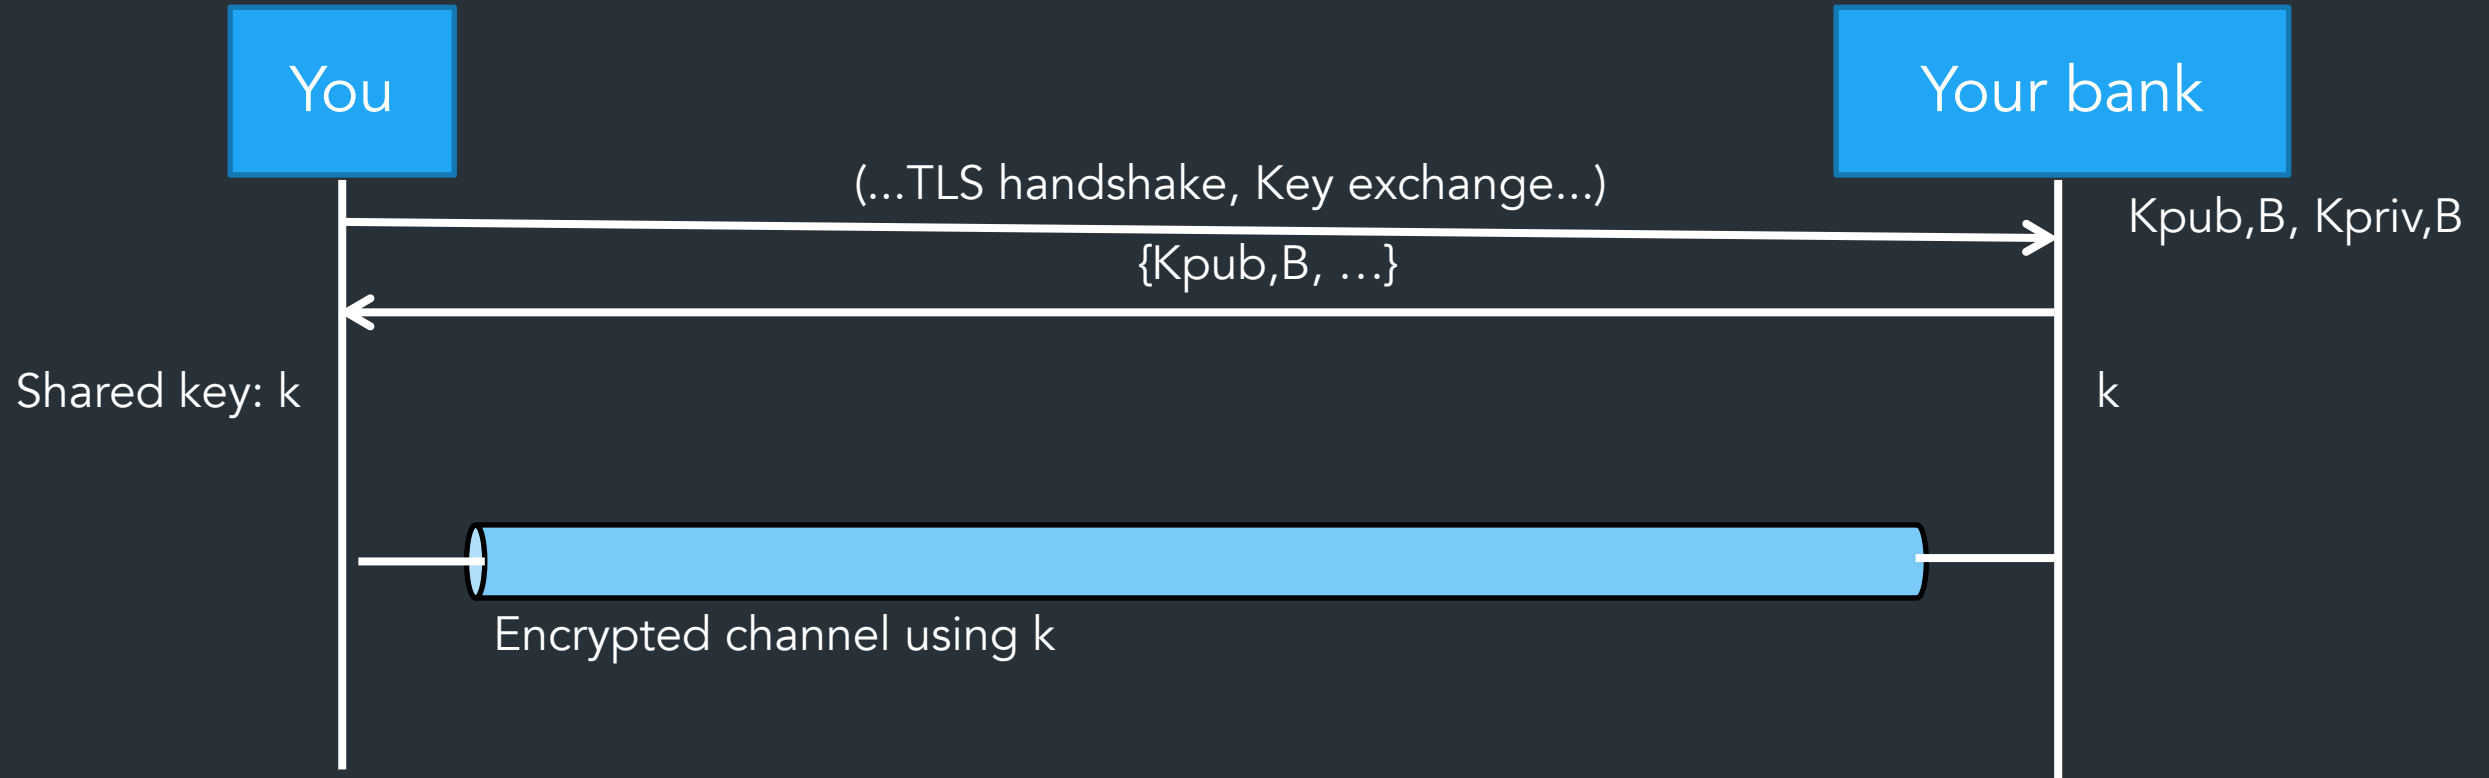 You
Your bank
(...TLS handshake, Key exchange...)
Kpub,B, Kpriv,B
{Kpub,B, ...}
Shared key: k
k
Encrypted channel using k